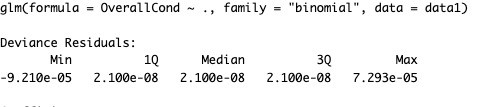 glm(formula = OverallCond ~ ., family = "binomial", data = data1)
Deviance Residuals:
Min 1Q Median 3Q Max
-9.210e-05 2.100e-08 2.100e-08 2.100e-08 7.293e-05